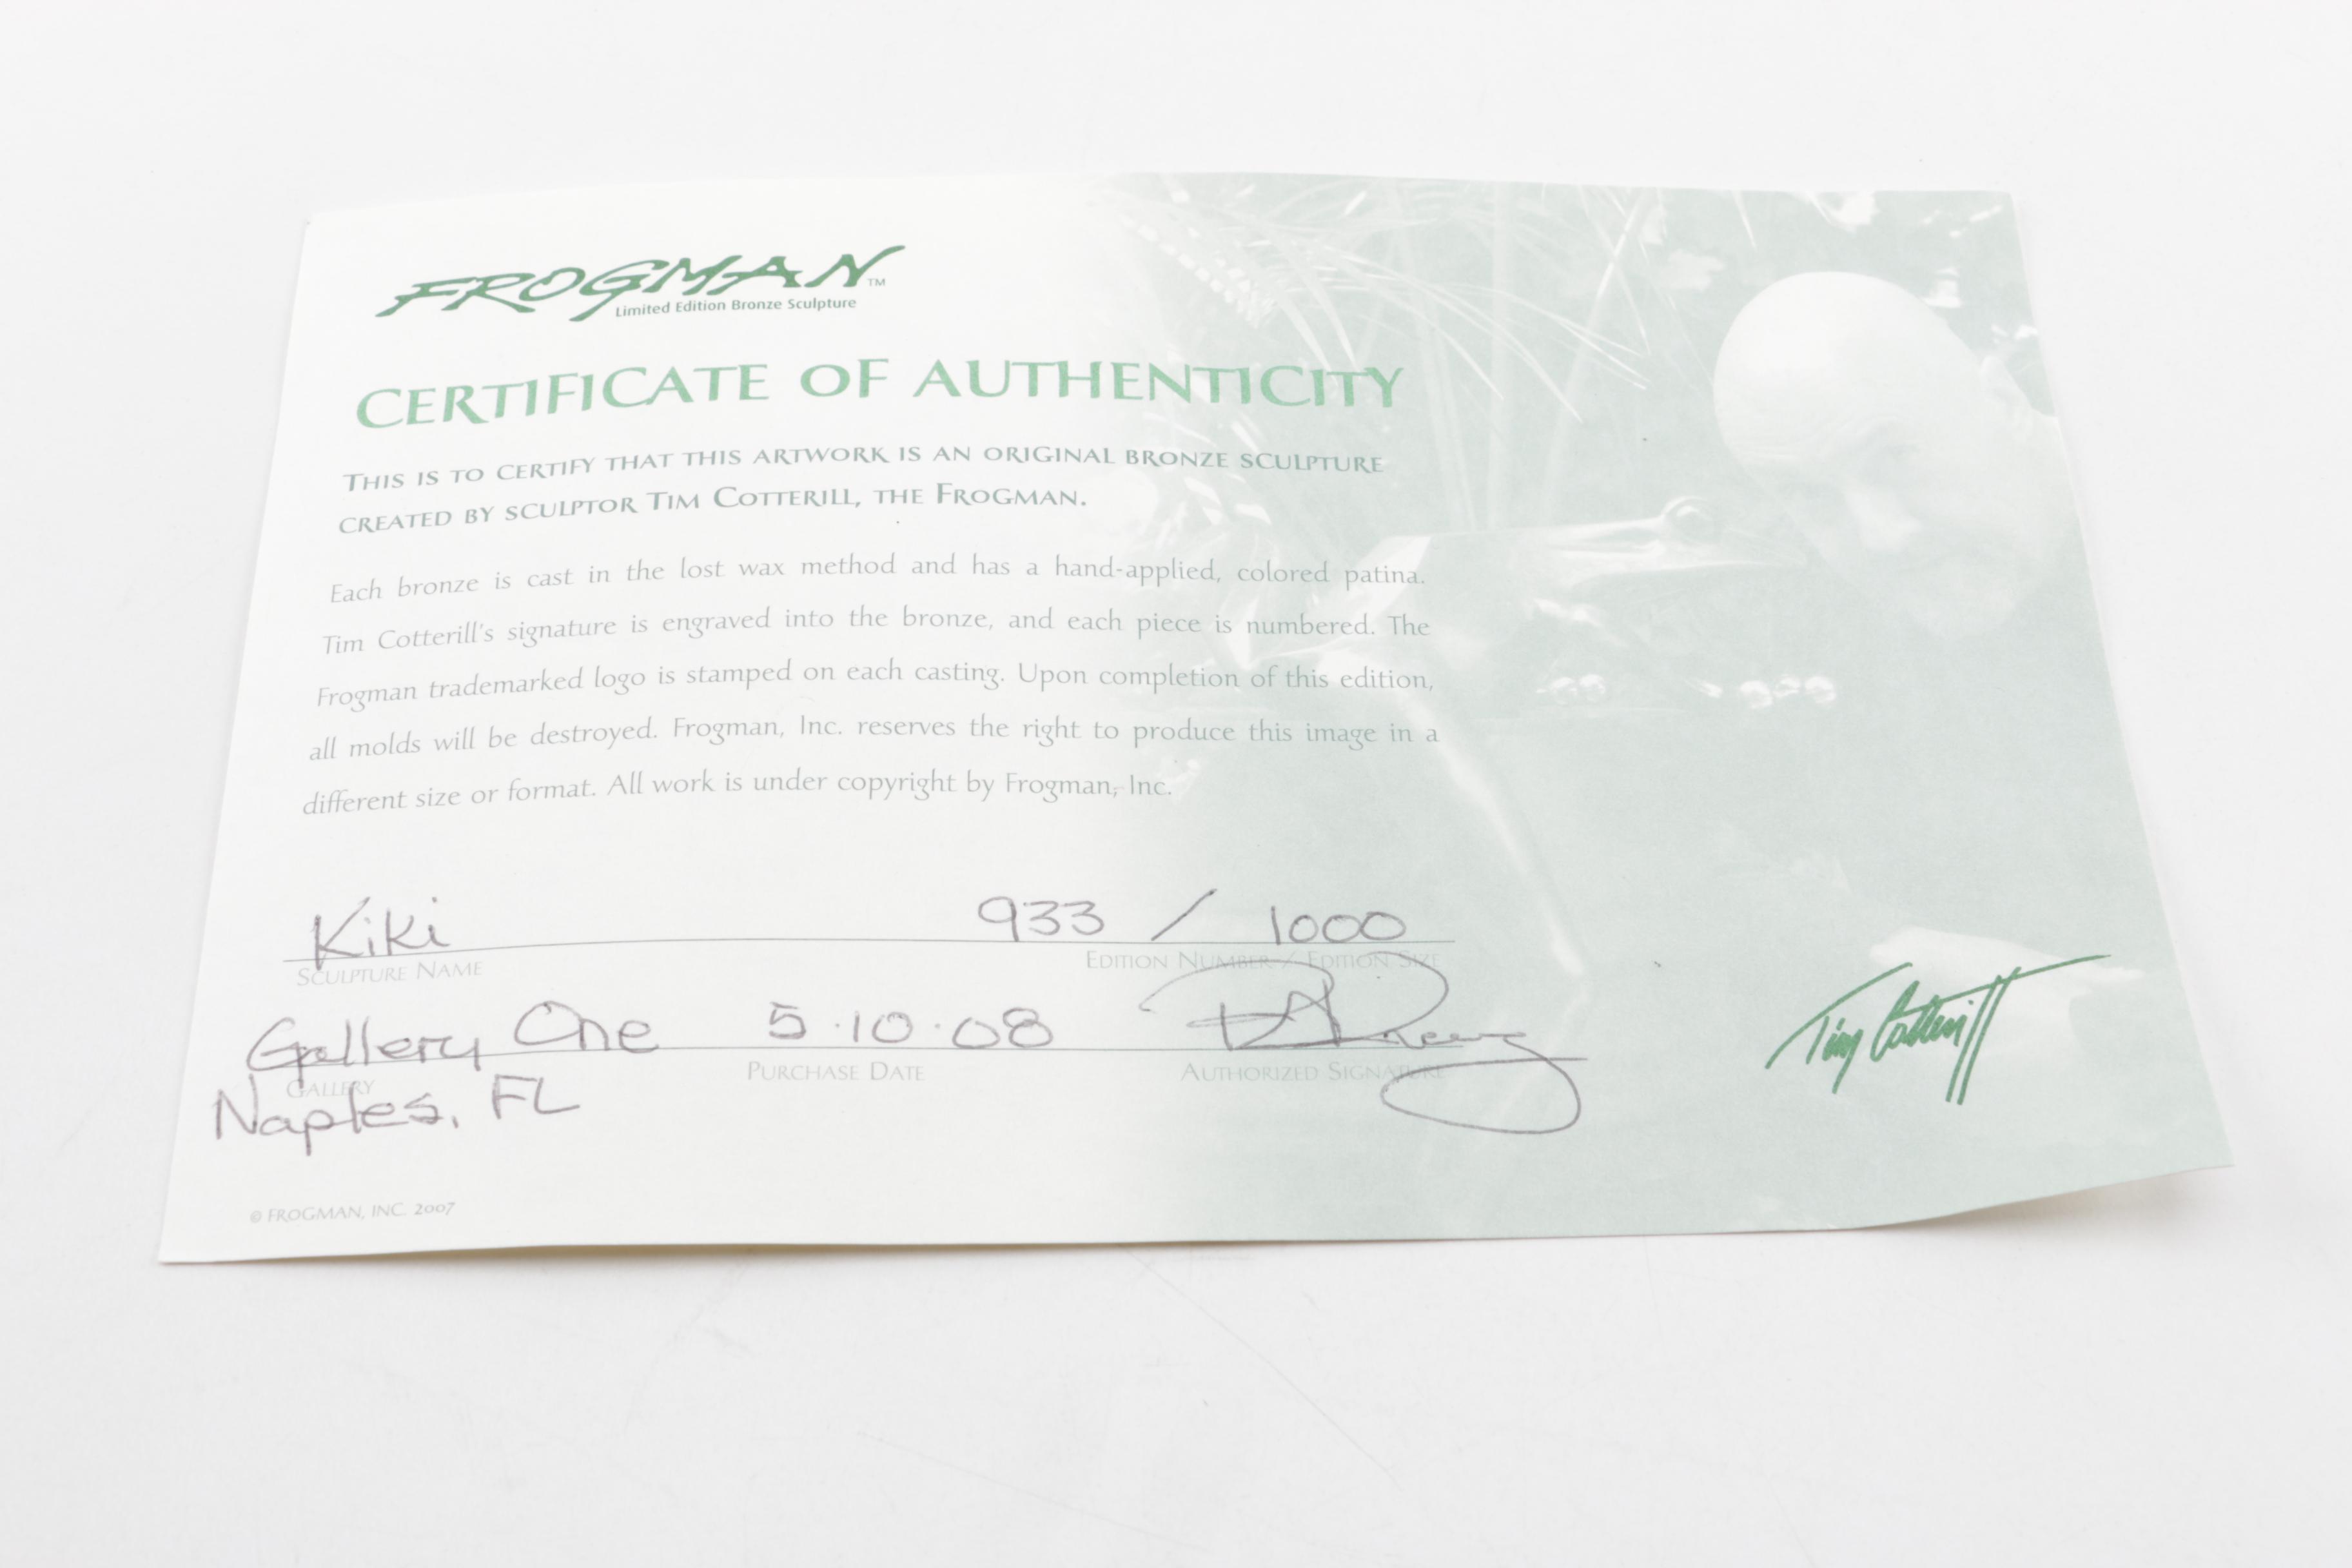 FROGMAN™
Limited Edition Bronze Sculpture
CERTIFICATE OF AUTHENTICITY
THIS IS TO CERTIFY THAT THIS ARTWORK IS AN ORIGINAL BRONZE SCULPTURE
CREATED BY SCULPTOR TIM COTTERILL, THE FROGMAN.
Each bronze is cast in the lost wax method and has a hand-applied, colored patina.
Tim Cotterill's signature is engraved into the bronze, and each piece is numbered. The
Frogman trademarked logo is stamped on each casting. Upon completion of this edition,
all molds will be destroyed. Frogman, Inc. reserves the right to produce this image in a
different size or format. All work is under copyright by Frogman, Inc.
Kiki 933 / 1000
SCULPTURE NAME EDITION NUMBER / EDITION SIZE
Gallery One 5.10.08
GALLERY PURCHASE DATE AUTHORIZED SIGNATURE
Naples, FL
Tim Cotterill
© FROGMAN, INC. 2007